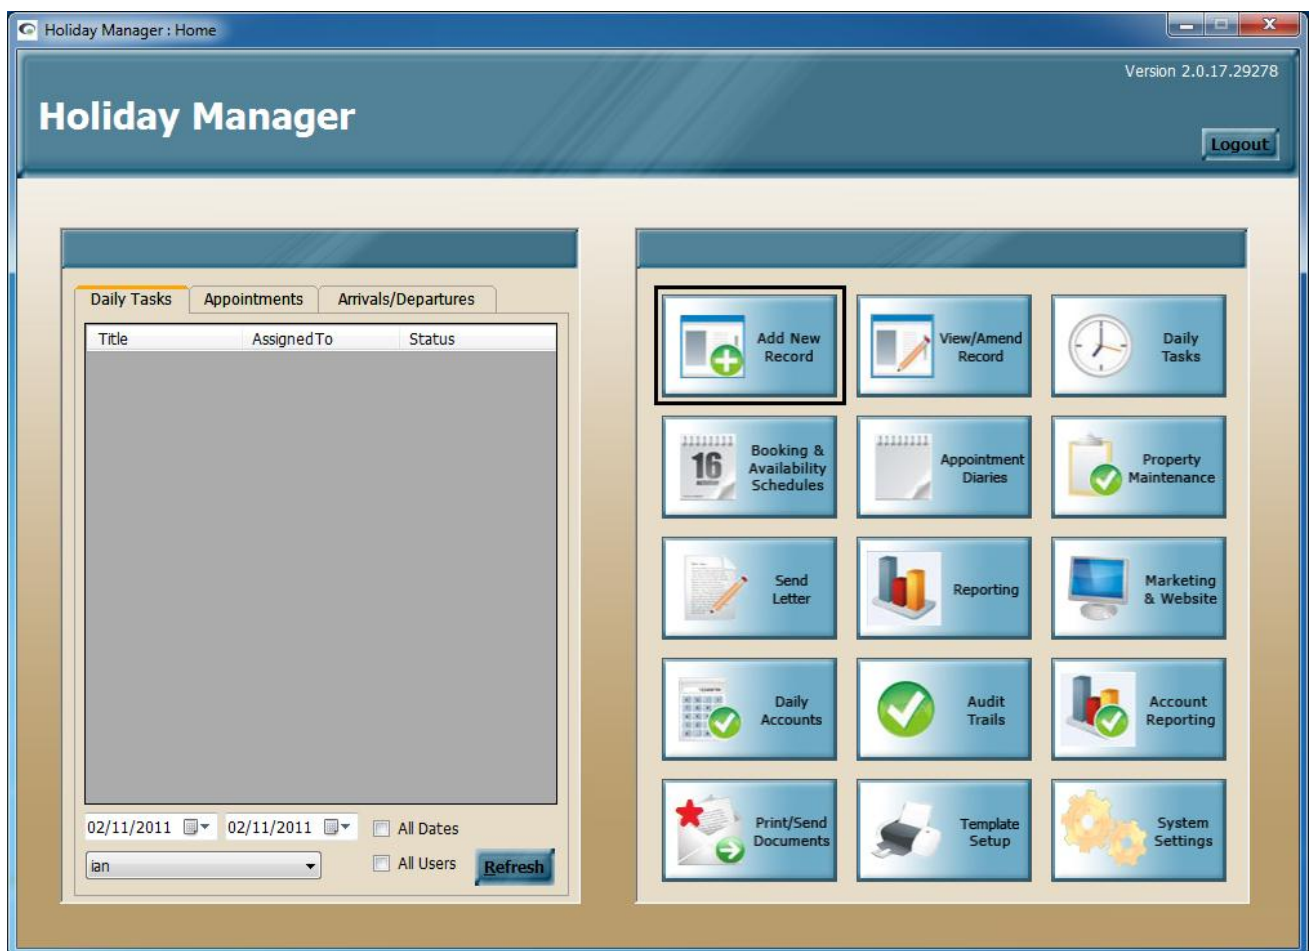 Holiday Manager : Home
Version 2.0.17.29278
Holiday Manager
Logout
Daily Tasks
Appointments
Arrivals/Departures
Title
AssignedTo
Status
02/11/2011
02/11/2011
All Dates
ian
All Users
Refresh
Add New
Record
View/Amend
Record
Daily
Tasks
16
Booking &
Availability
Schedules
Appointment
Diaries
Property
Maintenance
Send
Letter
Reporting
Marketing
& Website
Daily
Accounts
Audit
Trails
Account
Reporting
Print/Send
Documents
Template
Setup
System
Settings